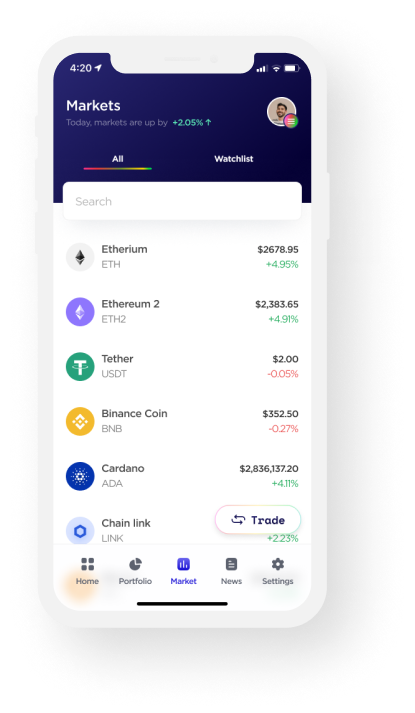 4:20
Markets
Today, markets are up by +2.05% ↑
All Watchlist
Search
Etherium $2678.95
ETH +4.95%
Ethereum 2 $2,383.65
ETH2 +4.91%
Tether $2.00
USDT -0.05%
Binance Coin $352.50
BNB -0.27%
Cardano $2,836,137.20
ADA +4.11%
Chain link
Trade
LINK +2.23%
Home Portfolio Market News Settings